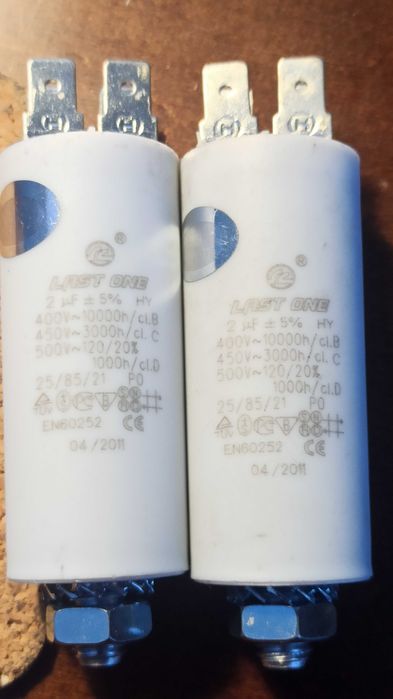 ®
LAST ONE
2 µF ± 5% HY
400V~10000h/cl.B
450V~3000h/cl. C
500V~120/20%
1000h/cl.D
25/85/21 P0
EN60252 CE
04/2011
®
LAST ONE
2 µF ± 5% HY
400V~10000h/cl.B
450V~3000h/cl. C
500V~120/20%
1000h/cl.D
25/85/21 P0
EN60252 CE
04/2011